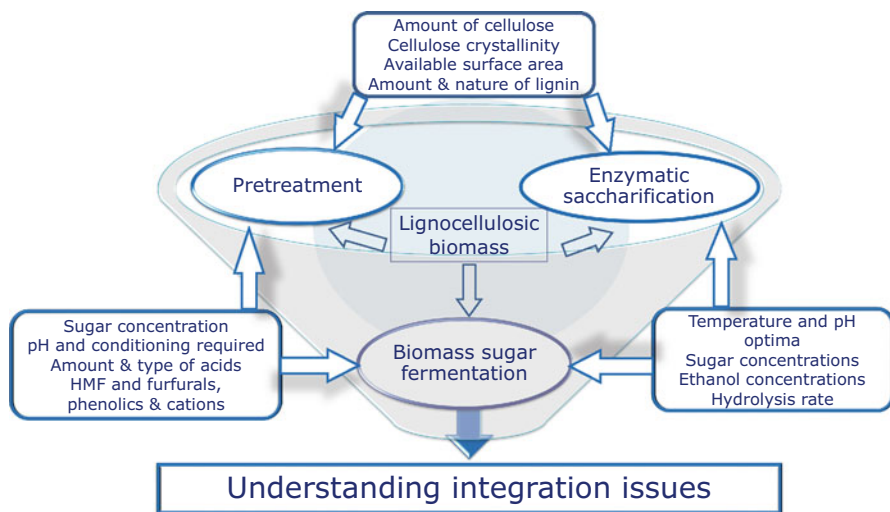 Amount of cellulose
Cellulose crystallinity
Available surface area
Amount & nature of lignin
Pretreatment
Enzymatic
saccharification
Lignocellulosic
biomass
Sugar concentration
pH and conditioning required
Amount & type of acids
HMF and furfurals,
phenolics & cations
Biomass sugar
fermentation
Temperature and pH
optima
Sugar concentrations
Ethanol concentrations
Hydrolysis rate
Understanding integration issues